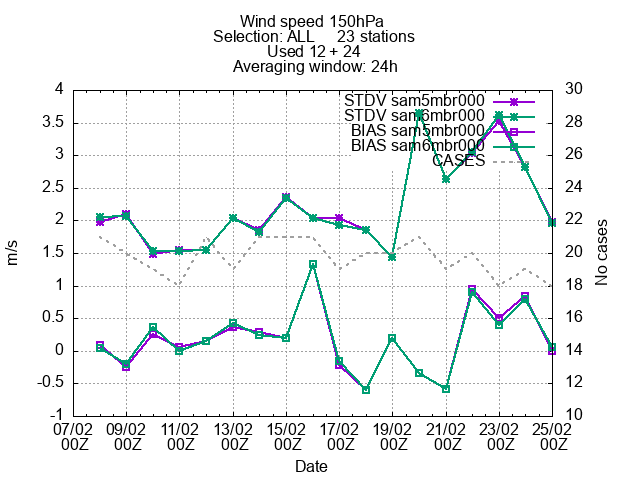 Wind speed 150hPa
Selection: ALL 23 stations
Used 12 + 24
Averaging window: 24h
4
3.5
3
2.5
2
1.5
1
0.5
0
-0.5
-1
m/s
30
28
26
24
22
20
18
16
14
12
10
No cases
STDV sam5mbr000
STDV sam6mbr000
BIAS sam5mbr000
BIAS sam6mbr000
CASES
07/02 09/02 11/02 13/02 15/02 17/02 19/02 21/02 23/02 25/02
00Z 00Z 00Z 00Z 00Z 00Z 00Z 00Z 00Z 00Z
Date